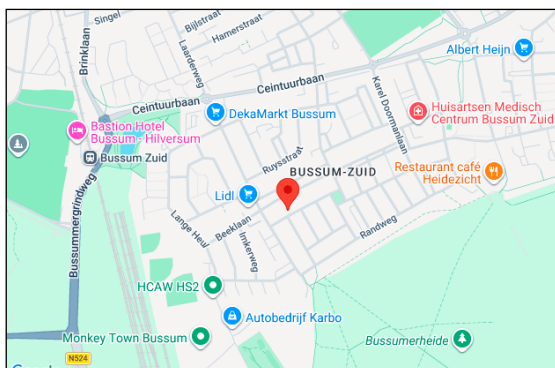 Singel
Bijlstraat
Hamerstraat
Brinklaan
Laarderweg
Albert Heijn
Ceintuurbaan
Karel Doormanlaan
Ceintuurbaan
DekaMarkt Bussum
Huisartsen Medisch
Centrum Bussum Zuid
Bastion Hotel
Bussum - Hilversum
Bussum Zuid
Ruysstraat
BUSSUM-ZUID
Restaurant café
Heidezicht
Lidl
Bussummergrindweg
Lange Heul
Beeklaan
Imkerweg
Randweg
HCAW HS2
Autobedrijf Karbo
Monkey Town Bussum
Bussumerheide
N524